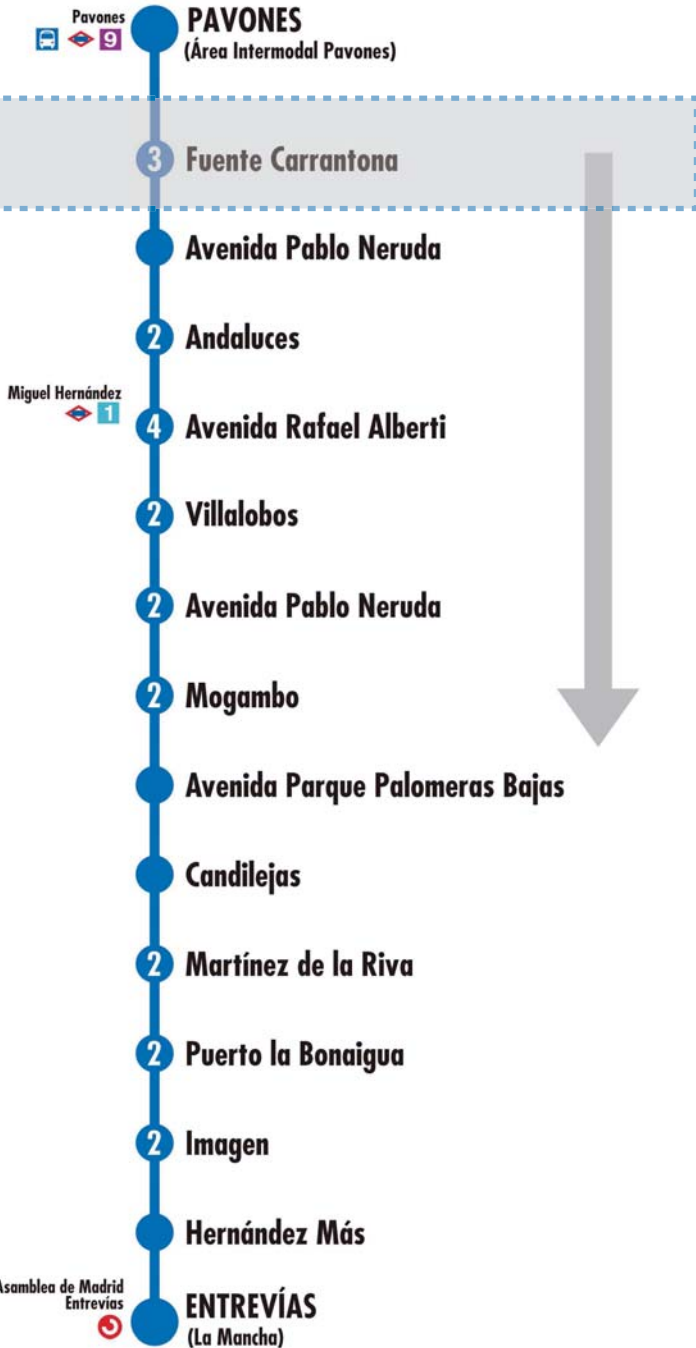 Pavones
9
PAVONES
(Área Intermodal Pavones)
3 Fuente Carrantona
Avenida Pablo Neruda
2 Andaluces
Miguel Hernández
1
4 Avenida Rafael Alberti
2 Villalobos
2 Avenida Pablo Neruda
2 Mogambo
Avenida Parque Palomeras Bajas
Candilejas
2 Martínez de la Riva
2 Puerto la Bonaigua
2 Imagen
Hernández Más
Asamblea de Madrid
Entrevías
ENTREVÍAS
(La Mancha)